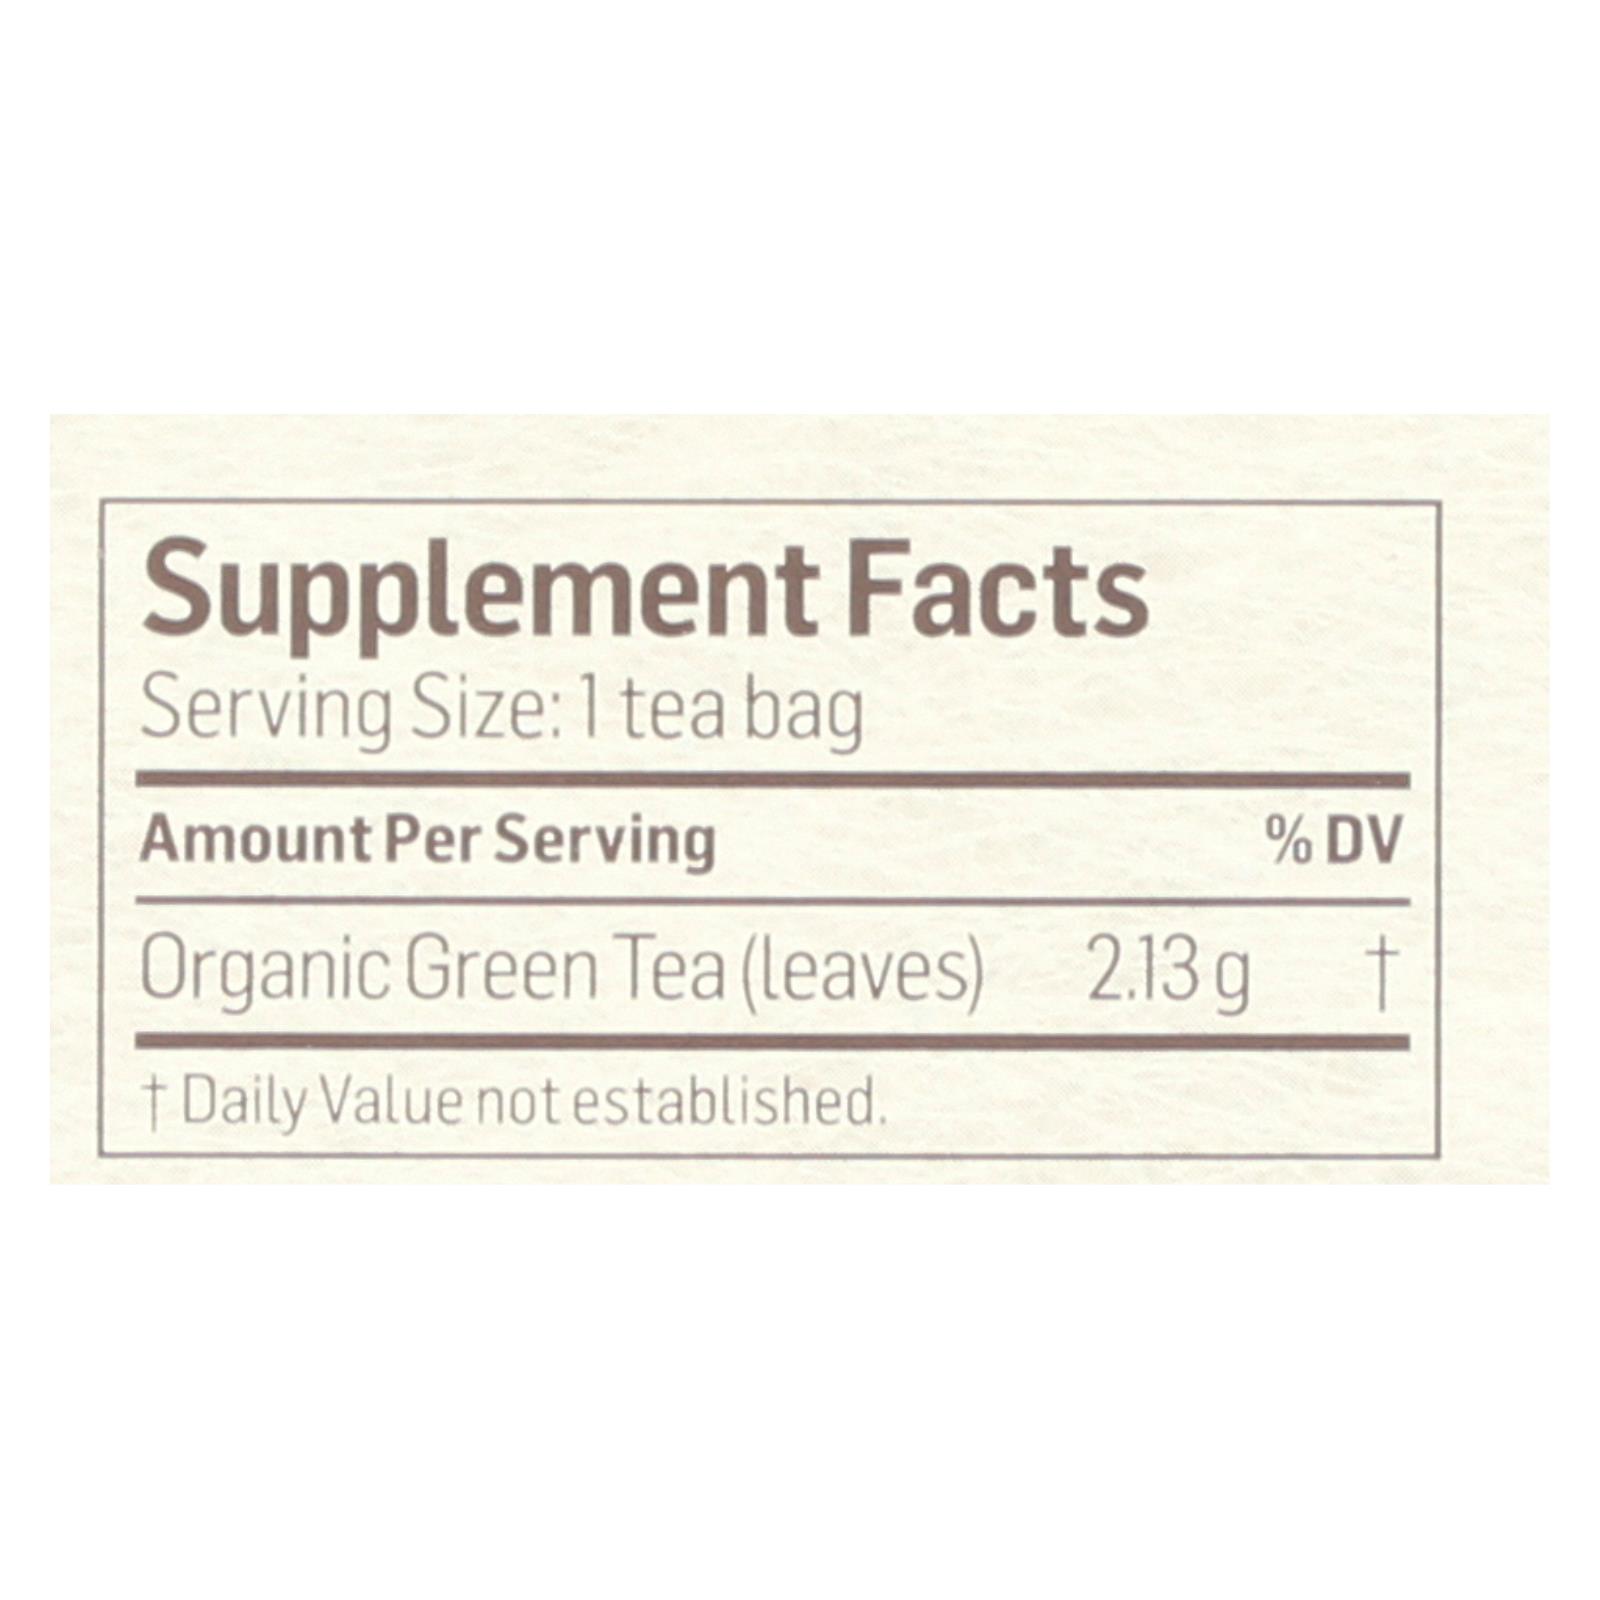 Supplement Facts
Serving Size: 1 tea bag
Amount Per Serving % DV
Organic Green Tea (leaves) 2.13 g †
† Daily Value not established.